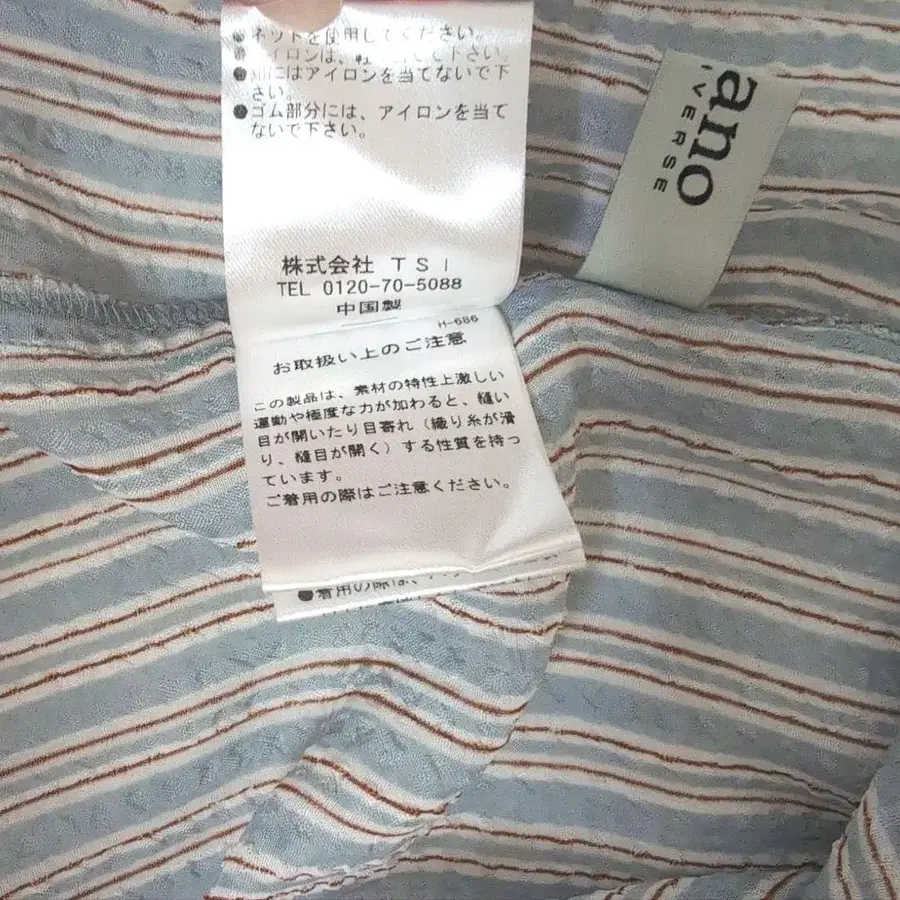 ネットを使用してください。
アイロンは、
にはアイロンを当てないで下
さい。
●ゴム部分には、アイロンを当て
ないで下さい。
株式会社 TSI
TEL 0120-70-5088
中国製
H-686
お取扱い上のご注意
この製品は、素材の特性上激しい
運動や極度な力が加わると、縫い
目が開いたり目寄れ（織り糸が滑
り、縫目が開く）する性質を持っ
ています。
ご着用の際はご注意ください。
●着用の際は、
ano
VERSE